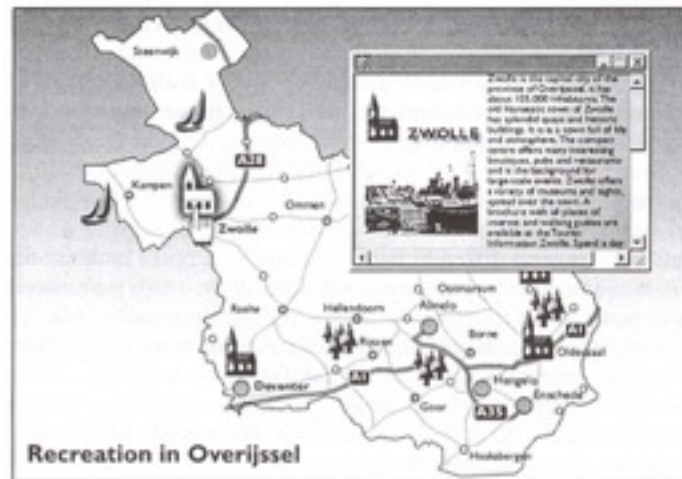 Steenwijk
A28
Kampen
Ommen
Zwolle
ZWOLLE
Zwolle is the capital city of the
province of Overijssel. It has
about 105,000 inhabitants. The
old Hanseatic town of Zwolle
has splendid quays and historic
buildings. It is a town full of life
and atmosphere. The compact
centre offers many interesting
boutiques, pubs and restaurants
and is the background for
large-scale events. Zwolle offers
a variety of museums and sights,
spread over the town. A
brochure with all places of
interest and walking guides are
available at the Tourist
Information Zwolle. Spend a day
Ootmarsum
Raalte
Hellendoorn
Almelo
A1
Rijssen
Borne
Oldenzaal
Deventer
A1
Hengelo
Goor
A35
Enschede
Haaksbergen
Recreation in Overijssel